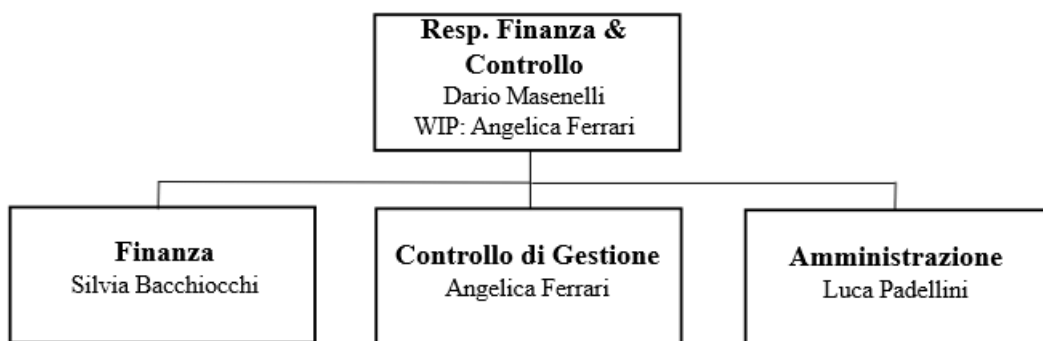 Resp. Finanza &
Controllo
Dario Masenelli
WIP: Angelica Ferrari
Finanza
Silvia Bacchiocchi
Controllo di Gestione
Angelica Ferrari
Amministrazione
Luca Padellini